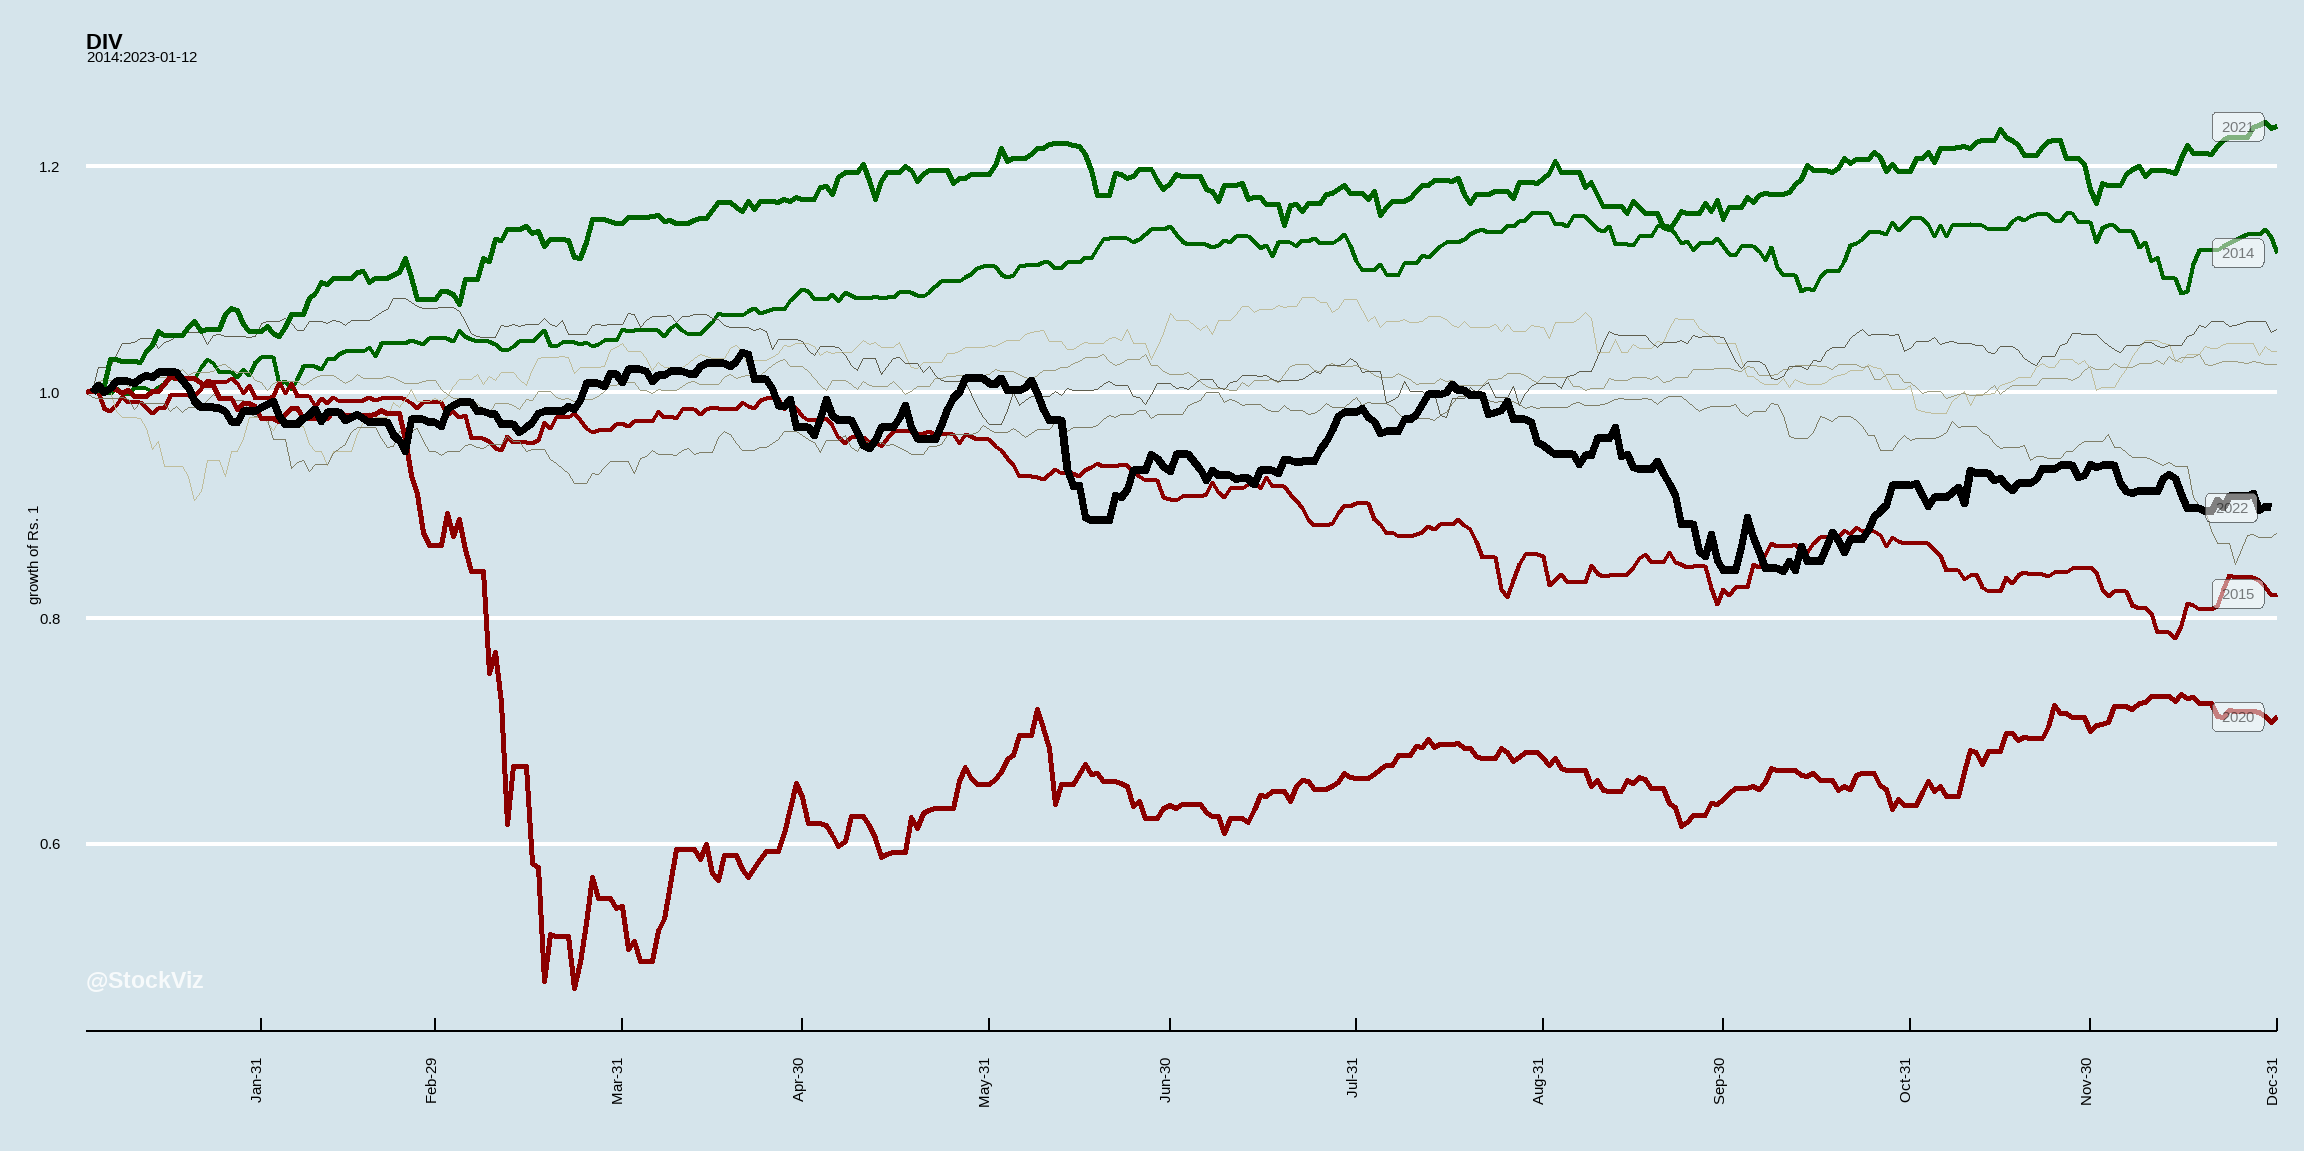 DIV
2014:2023-01-12
growth of Rs. 1
1.2
1.0
0.8
0.6
2021
2014
2022
2015
2020
@StockViz
Jan-31
Feb-29
Mar-31
Apr-30
May-31
Jun-30
Jul-31
Aug-31
Sep-30
Oct-31
Nov-30
Dec-31